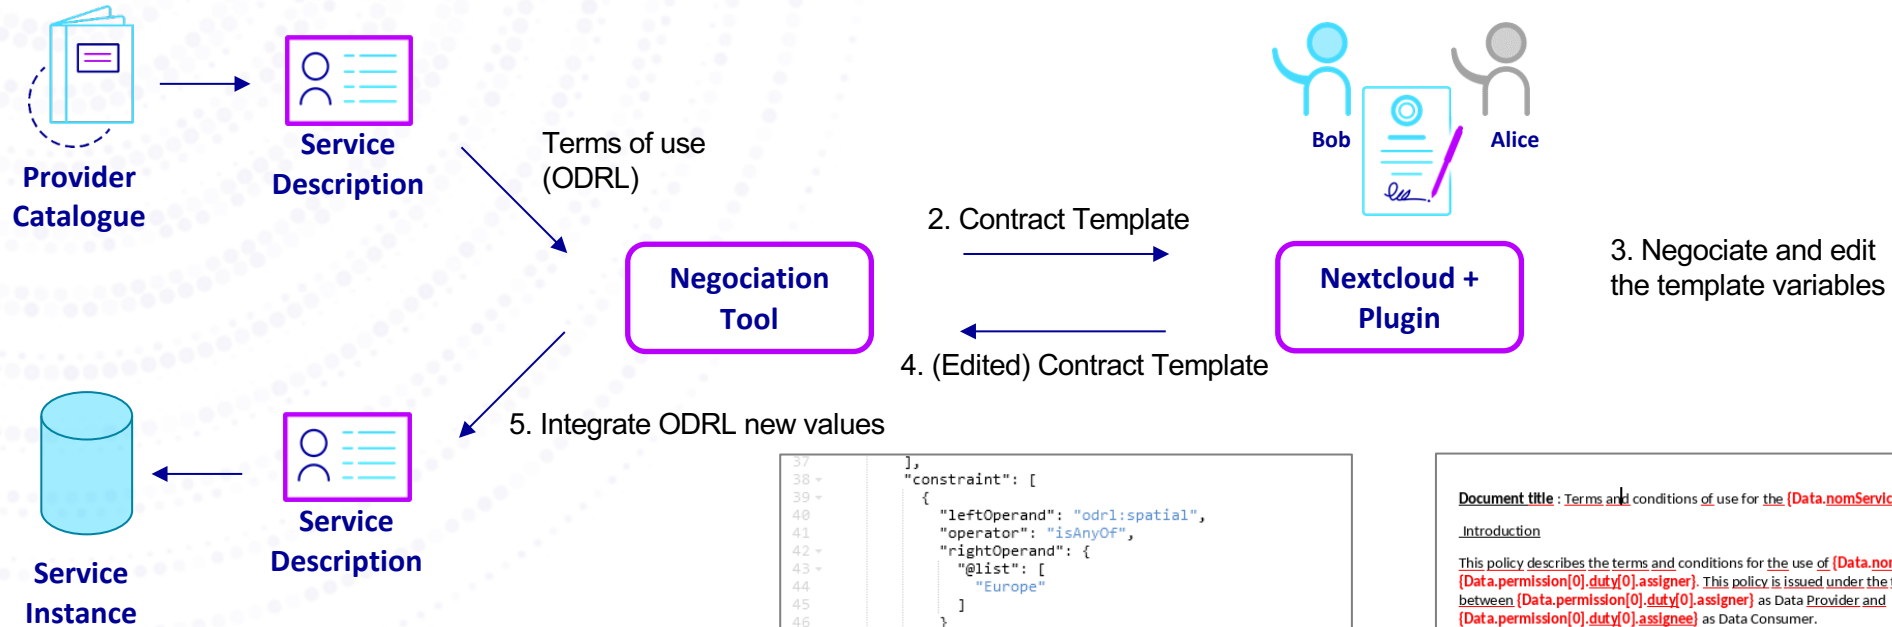 Provider
Catalogue
Service
Description
Terms of use
(ODRL)
Negociation
Tool
2. Contract Template
4. (Edited) Contract Template
Bob
Alice
Nextcloud +
Plugin
3. Negociate and edit
the template variables
5. Integrate ODRL new values
Service
Description
Service
Instance
37 ],
38 "constraint": [
39 {
40 "leftOperand": "odrl:spatial",
41 "operator": "isAnyOf",
42 "rightOperand": {
43 "@list": [
44 "Europe"
45 ]
46 }
Document title : Terms and conditions of use for the {Data.nomServic
Introduction
This policy describes the terms and conditions for the use of {Data.nor
{Data.permission[0].duty[0].assigner}. This policy is issued under the
between {Data.permission[0].duty[0].assigner} as Data Provider and
{Data.permission[0].duty[0].assignee} as Data Consumer.